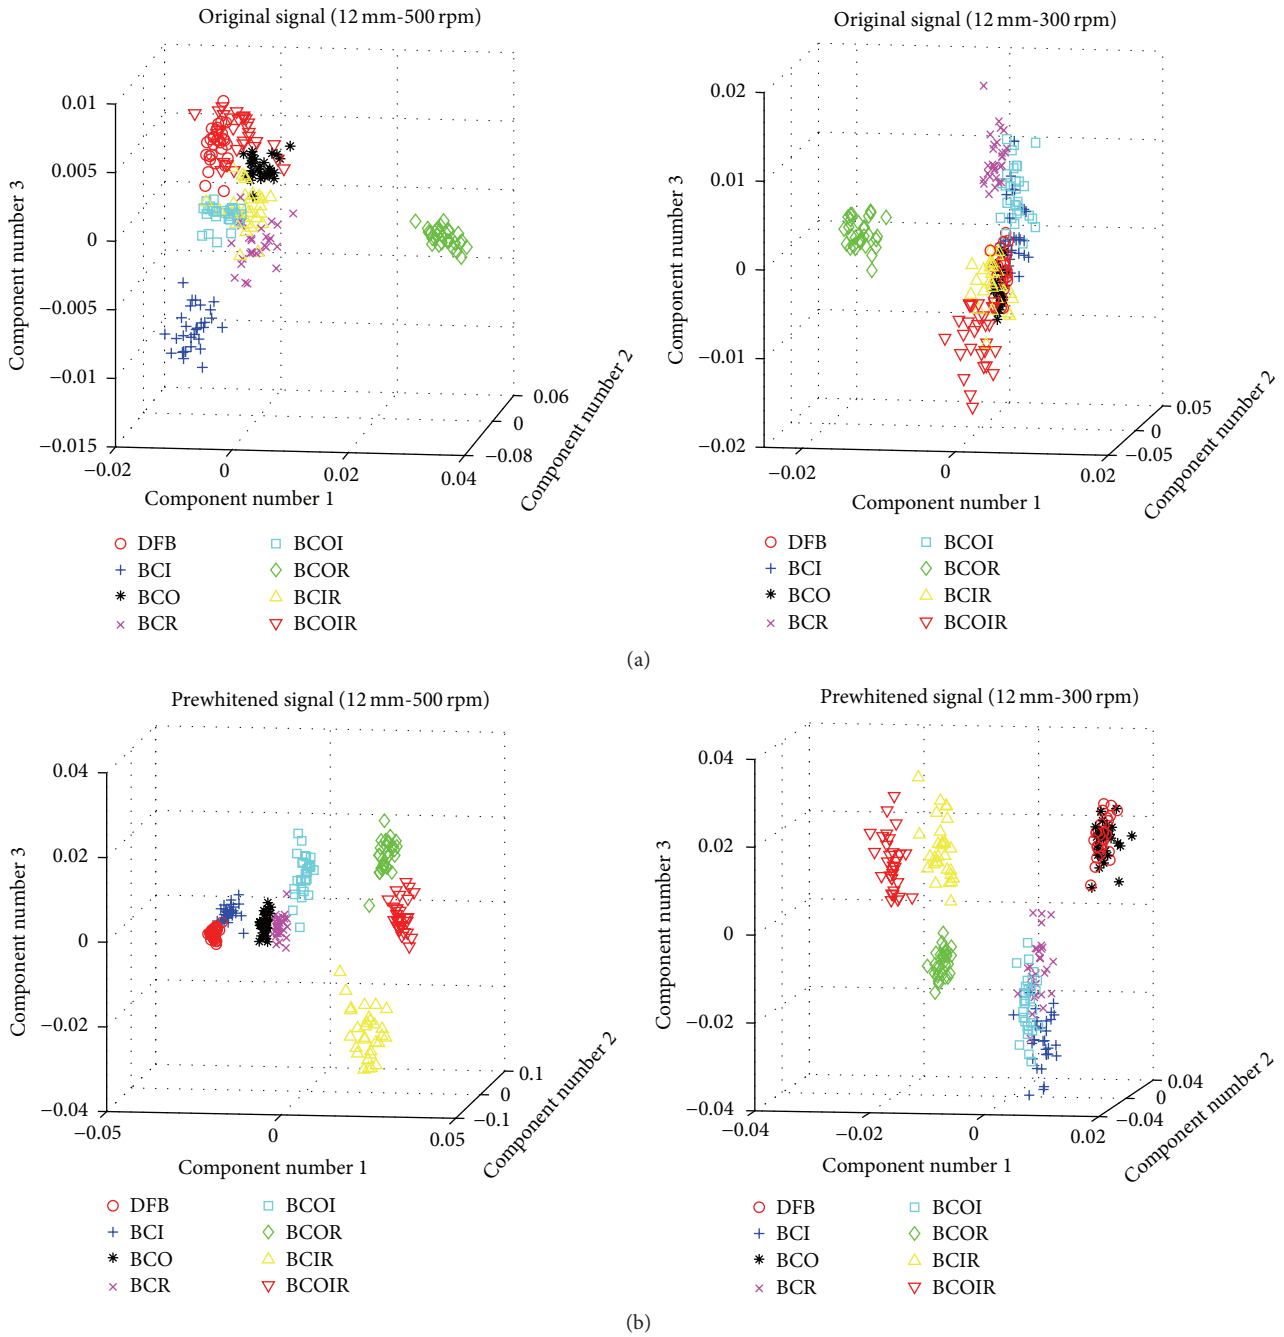 Original signal (12 mm-500 rpm)
0.01
0.005
0
−0.005
−0.01
−0.015
Component number 3
−0.02
0
0.02
0.04
Component number 1
0.06
0
−0.08
Component number 2
DFB
BCI
BCO
BCR
BCOI
BCOR
BCIR
BCOIR
Original signal (12 mm-300 rpm)
0.02
0.01
0
−0.01
−0.02
Component number 3
−0.02
0
0.02
Component number 1
0.05
0
−0.05
Component number 2
DFB
BCI
BCO
BCR
BCOI
BCOR
BCIR
BCOIR
(a)
Prewhitened signal (12 mm-500 rpm)
0.04
0.02
0
−0.02
−0.04
Component number 3
−0.05
0
0.05
Component number 1
0.1
0
−0.1
Component number 2
DFB
BCI
BCO
BCR
BCOI
BCOR
BCIR
BCOIR
Prewhitened signal (12 mm-300 rpm)
0.04
0.02
0
−0.02
−0.04
Component number 3
−0.04
−0.02
0
0.02
Component number 1
0.04
0
−0.04
Component number 2
DFB
BCI
BCO
BCR
BCOI
BCOR
BCIR
BCOIR
(b)